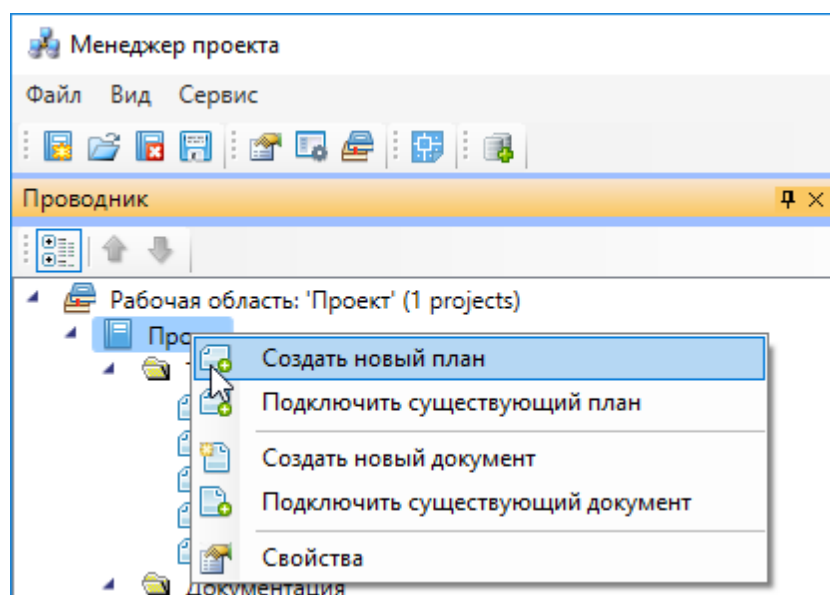 Менеджер проекта
Файл Вид Сервис
Проводник
Рабочая область: 'Проект' (1 projects)
Создать новый план
Подключить существующий план
Создать новый документ
Подключить существующий документ
Свойства
Документация